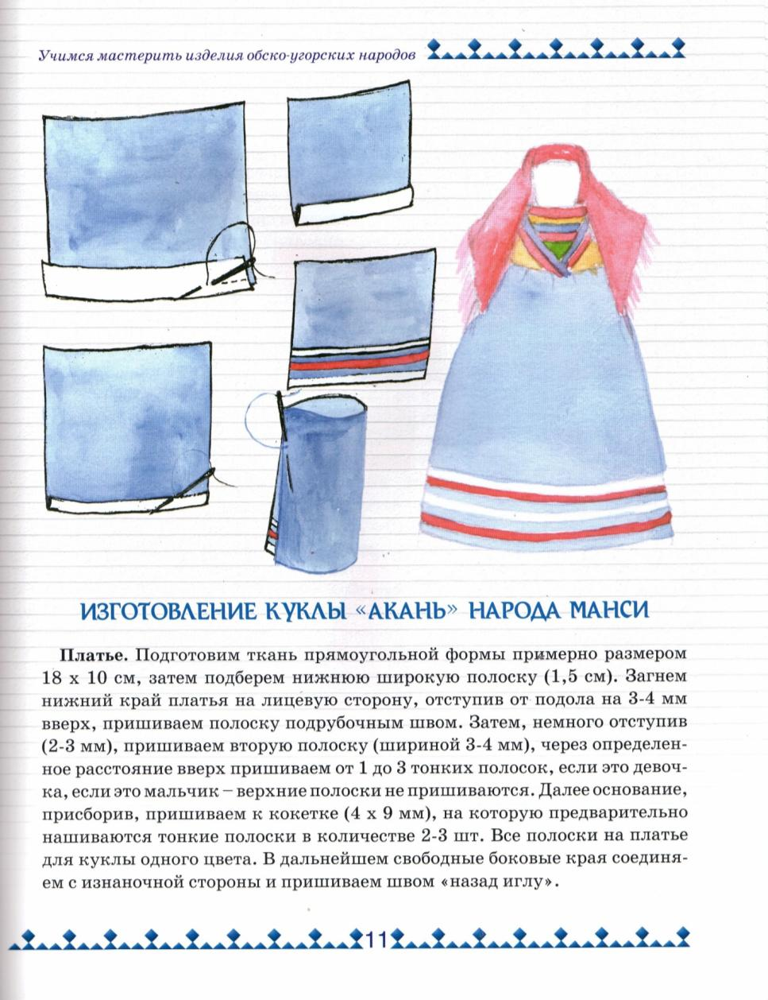 Учимся мастерить изделия обско-угорских народов
ИЗГОТОВЛЕНИЕ КУКЛЫ «АКАНЬ» НАРОДА МАНСИ
Платье. Подготовим ткань прямоугольной формы примерно размером
18 х 10 см, затем подберем нижнюю широкую полоску (1,5 см). Загнем
нижний край платья на лицевую сторону, отступив от подола на 3-4 мм
вверх, пришиваем полоску подрубочным швом. Затем, немного отступив
(2-3 мм), пришиваем вторую полоску (шириной 3-4 мм), через определен-
ное расстояние вверх пришиваем от 1 до 3 тонких полосок, если это девоч-
ка, если это мальчик – верхние полоски не пришиваются. Далее основание,
присборив, пришиваем к кокетке (4 х 9 мм), на которую предварительно
нашиваются тонкие полоски в количестве 2-3 шт. Все полоски на платье
для куклы одного цвета. В дальнейшем свободные боковые края соединя-
ем с изнаночной стороны и пришиваем швом «назад иглу».
11